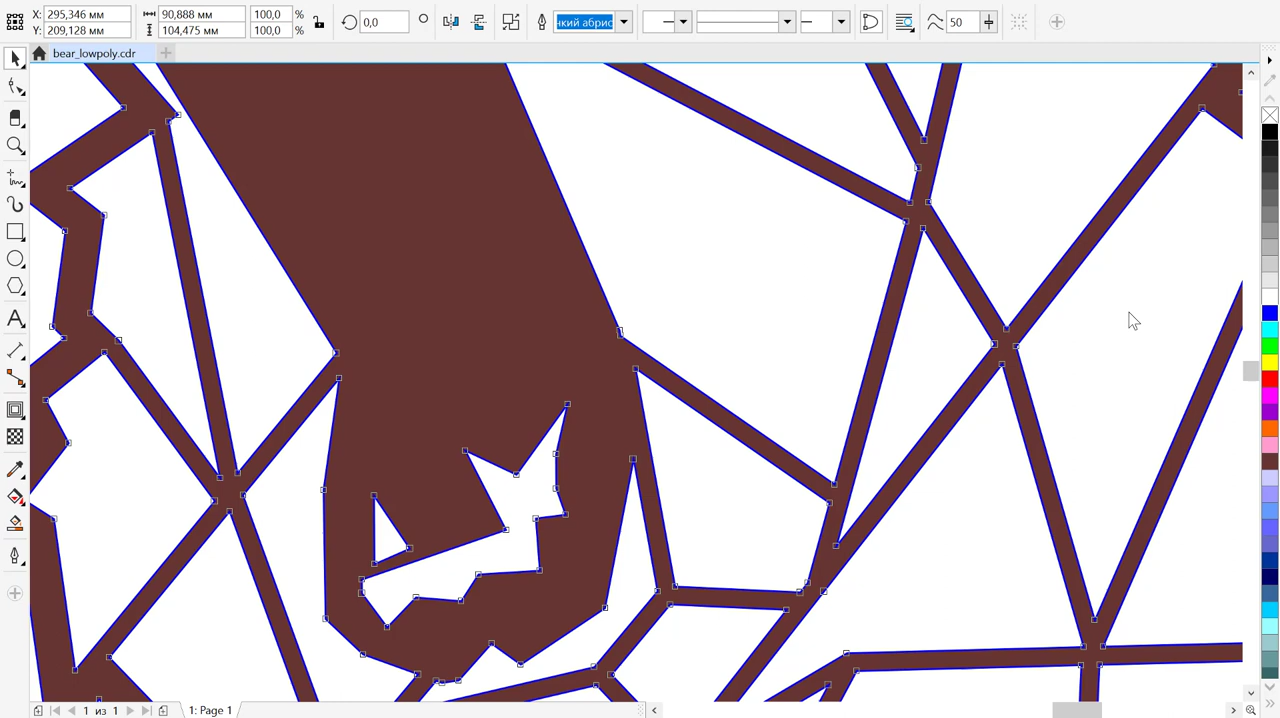 X: 295,346 мм 90,888 мм 100,0 %
Y: 209,128 мм 104,475 мм 100,0 %
0,0
кий абрис
50
bear_lowpoly.cdr
1 из 1
1: Page 1